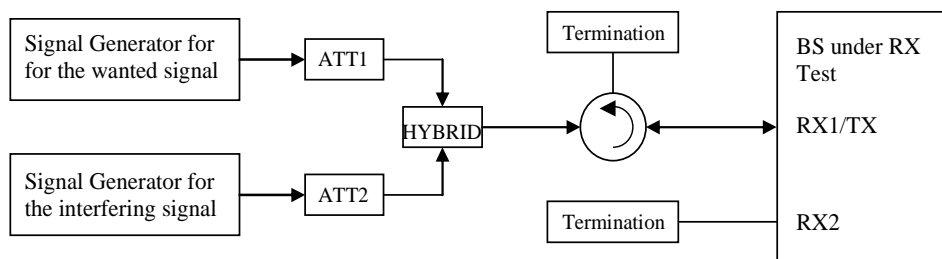 Signal Generator for
for the wanted signal
ATT1
HYBRID
Signal Generator for
the interfering signal
ATT2
Termination
Termination
BS under RX
Test
RX1/TX
RX2